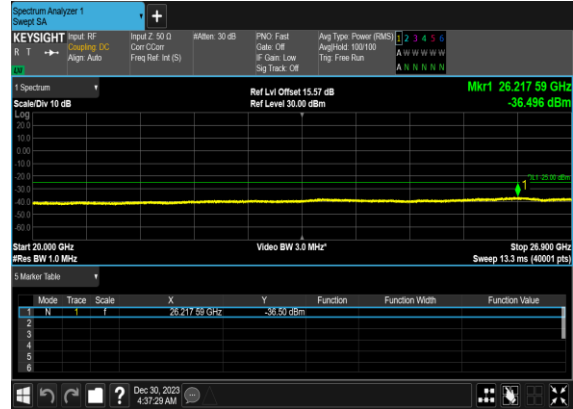 Spectrum Analyzer 1
Swept SA
+
KEYSIGHT Input: RF Input Z: 50 Ω #Atten: 30 dB PNO: Fast Avg Type: Power (RMS) 1 2 3 4 5 6
R T Coupling: DC Corr CCorr Gate: Off Avg|Hold: 100/100 A W W W W W
Align: Auto Freq Ref: Int (S) IF Gain: Low Trig: Free Run
LXI Sig Track: Off A N N N N N
1 Spectrum Ref Lvl Offset 15.57 dB Mkr1 26.217 59 GHz
Scale/Div 10 dB Ref Level 30.00 dBm -36.496 dBm
Log
20.0
10.0
0.00
-10.0
-20.0
DL1 -25.00 dBm
1
-30.0
-40.0
-50.0
-60.0
Start 20.000 GHz Video BW 3.0 MHz* Stop 26.900 GHz
#Res BW 1.0 MHz Sweep 13.3 ms (40001 pts)
5 Marker Table
Mode Trace Scale X Y Function Function Width Function Value
1 N 1 f 26.217 59 GHz -36.50 dBm
2
3
4
5
6
? Dec 30, 2023
4:37:29 AM